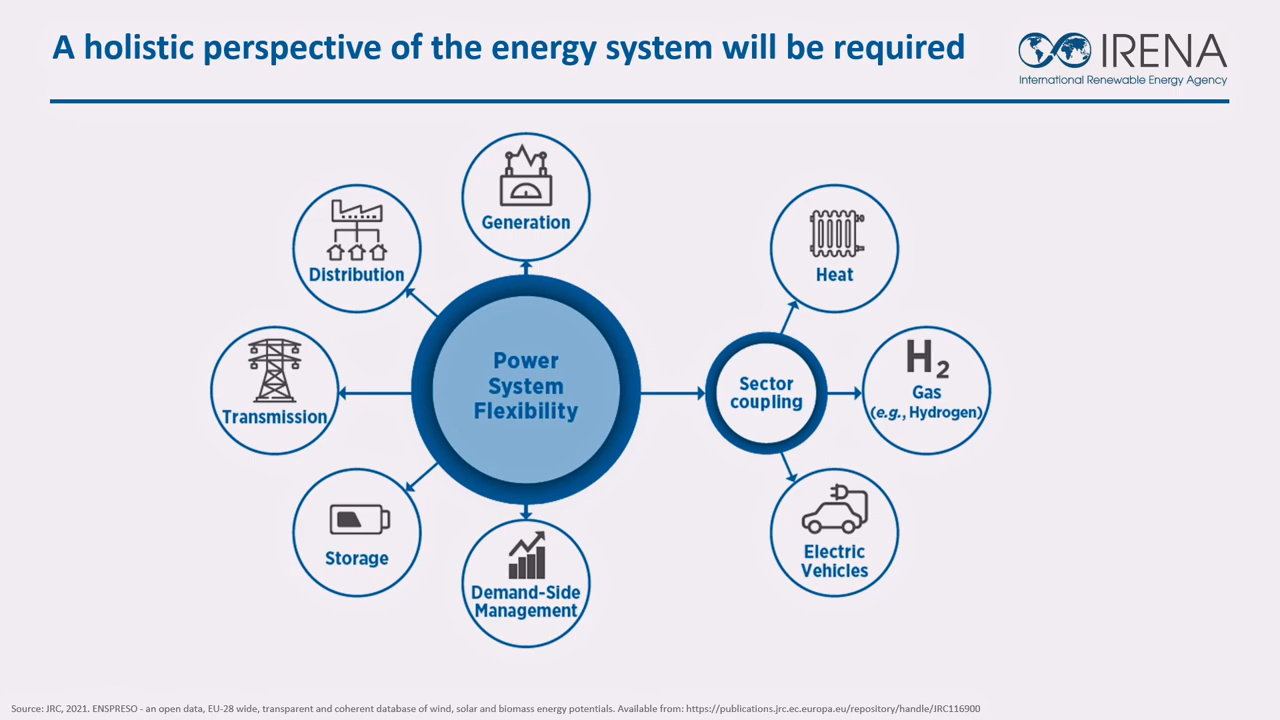 A holistic perspective of the energy system will be required
IRENA
International Renewable Energy Agency
Generation
Distribution
Transmission
Storage
Demand-Side
Management
Power
System
Flexibility
Sector
coupling
Heat
H2
Gas
(e.g., Hydrogen)
Electric
Vehicles
Source: JRC, 2021. ENSPRESO - an open data, EU-28 wide, transparent and coherent database of wind, solar and biomass energy potentials. Available from: https://publications.jrc.ec.europa.eu/repository/handle/JRC116900